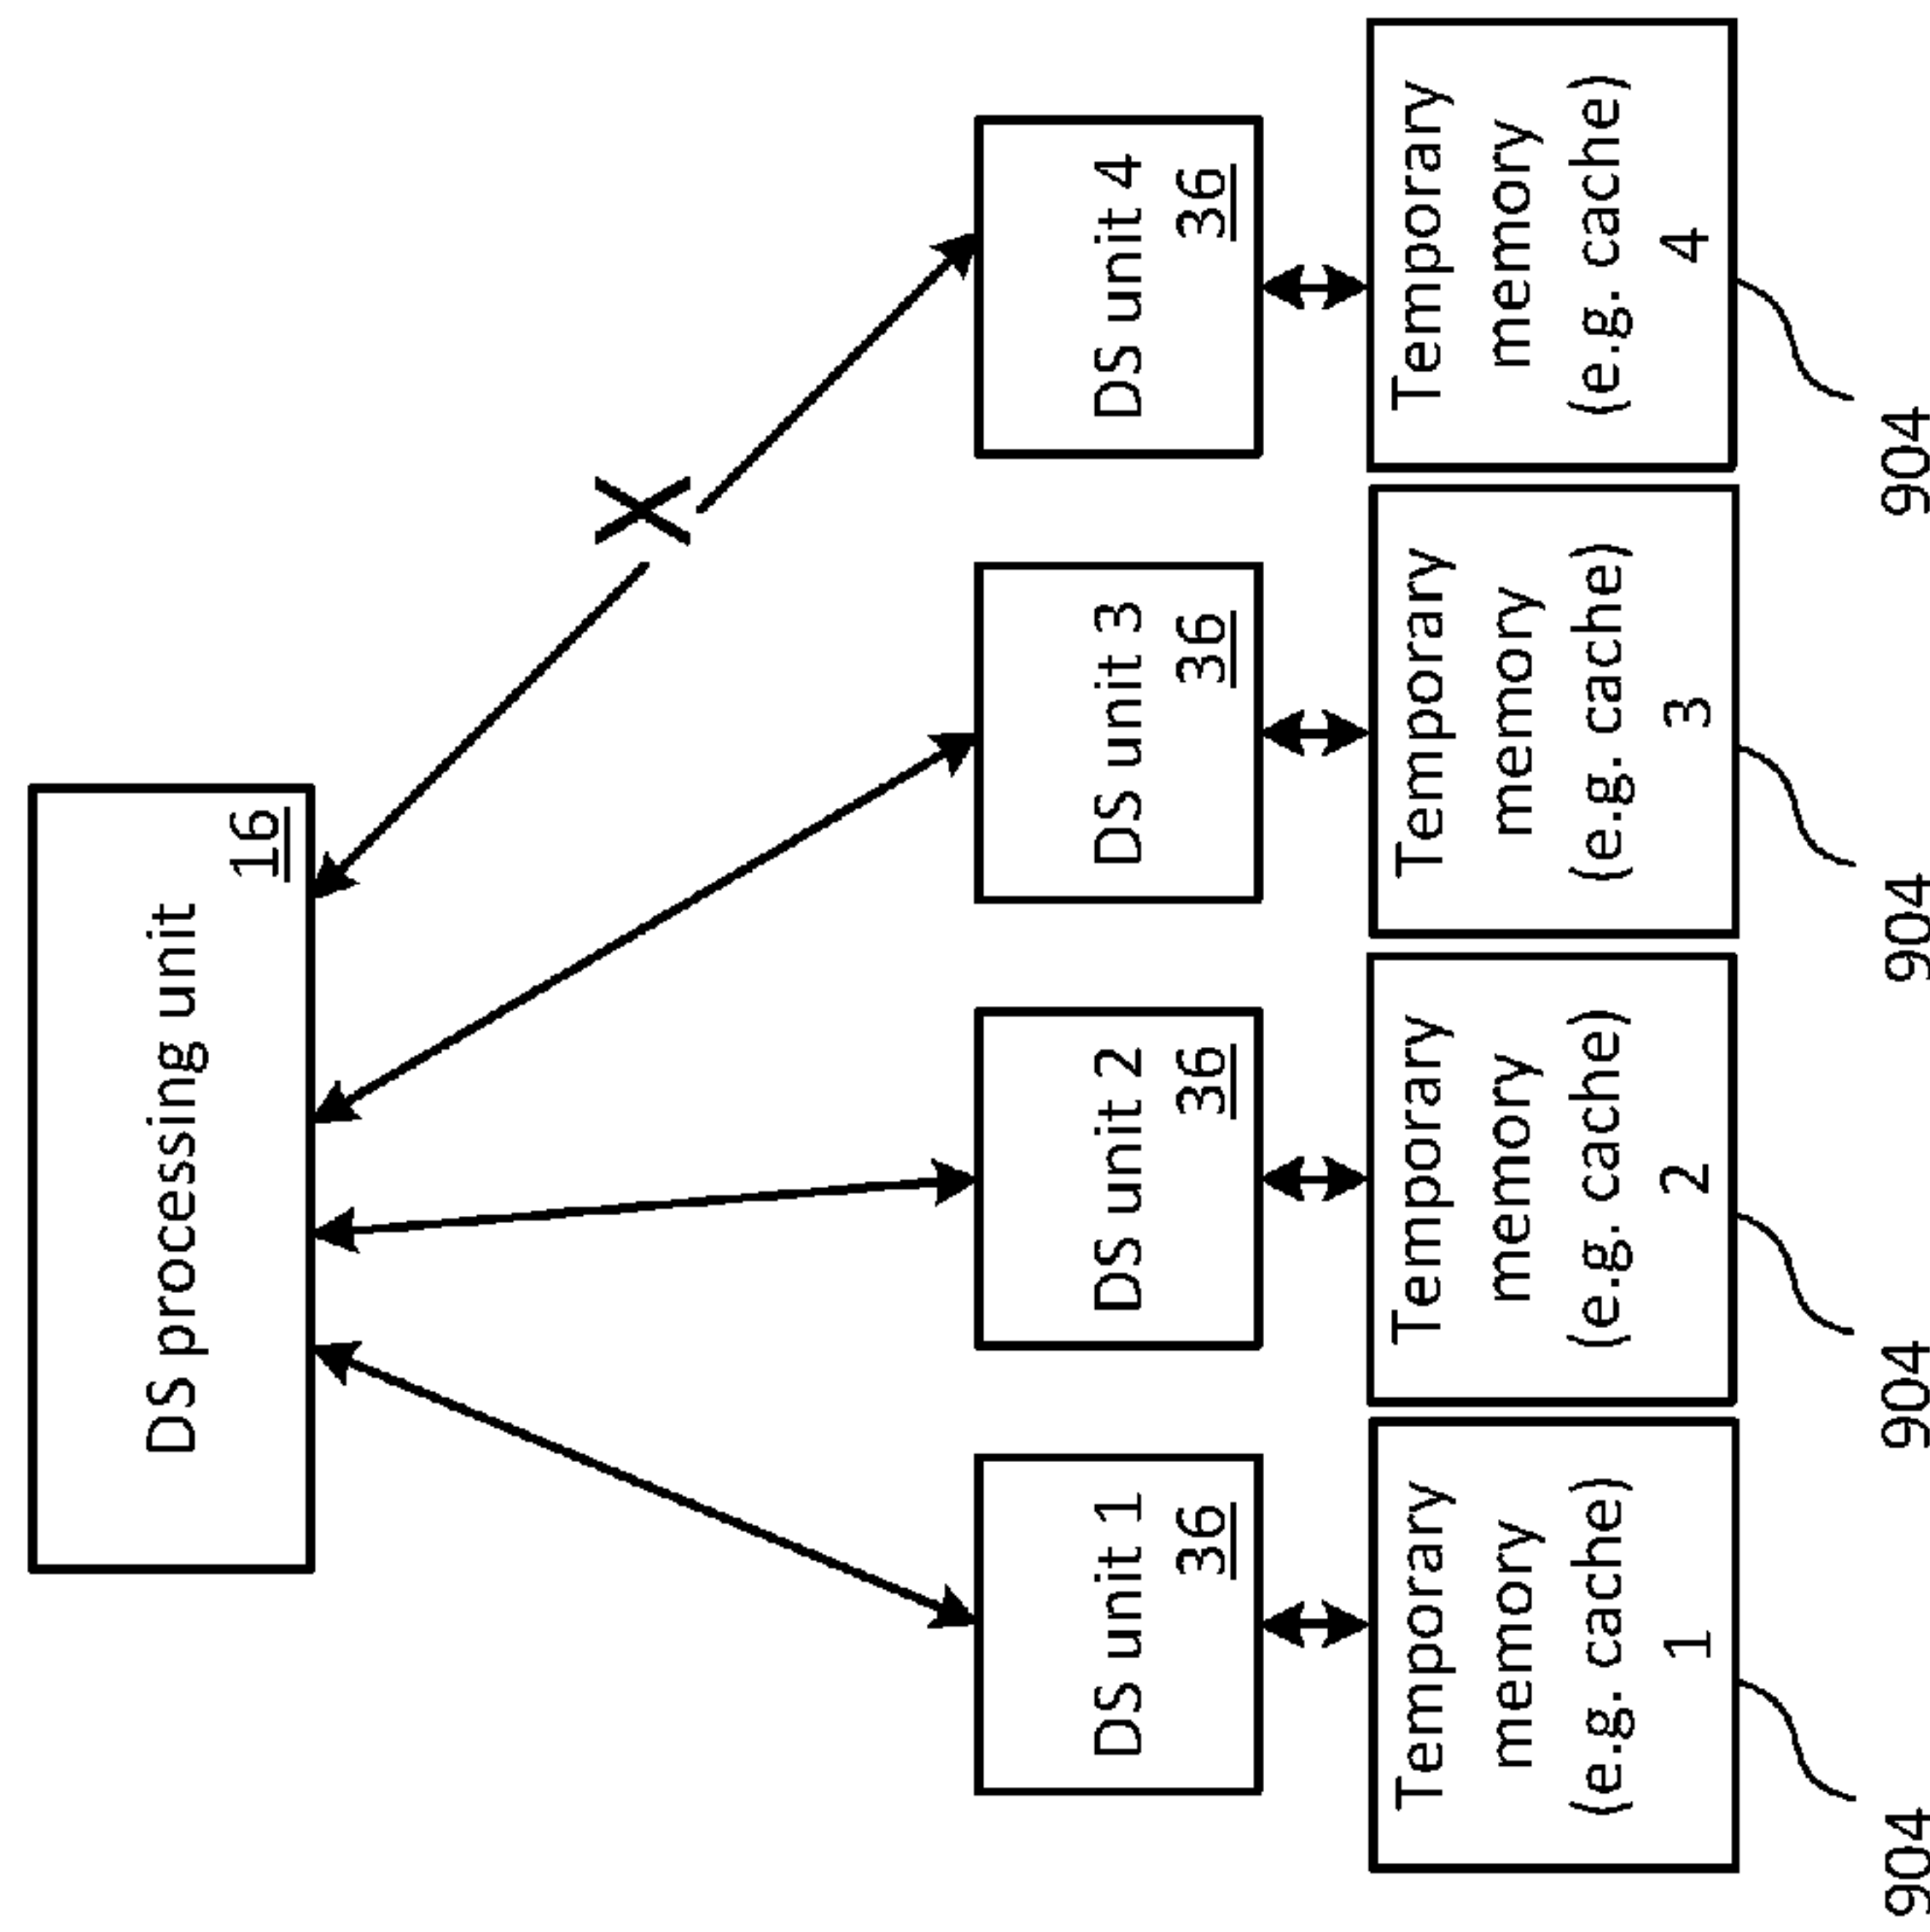 DS processing unit
16
DS unit 1
36
DS unit 2
36
DS unit 3
36
X
DS unit 4
36
Temporary
memory
(e.g. cache)
1
904
Temporary
memory
(e.g. cache)
2
904
Temporary
memory
(e.g. cache)
3
904
Temporary
memory
(e.g. cache)
4
904